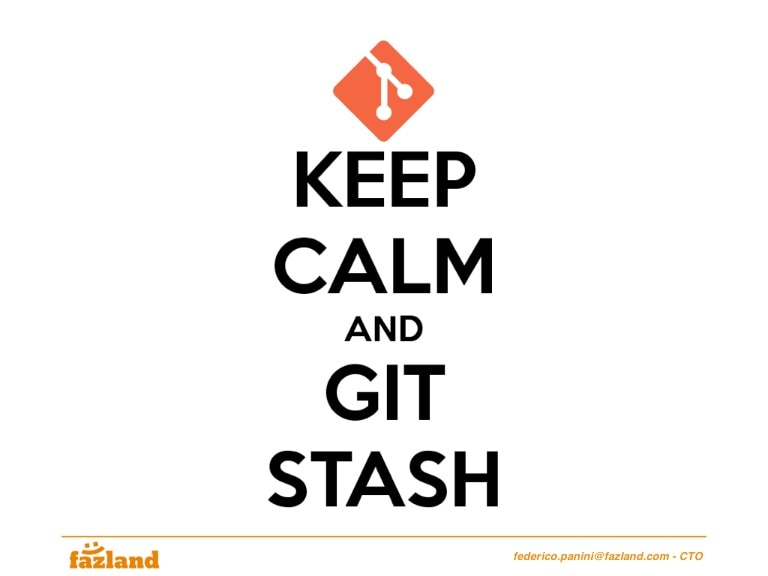 KEEP
CALM
AND
GIT
STASH
fazland
federico.panini@fazland.com - CTO